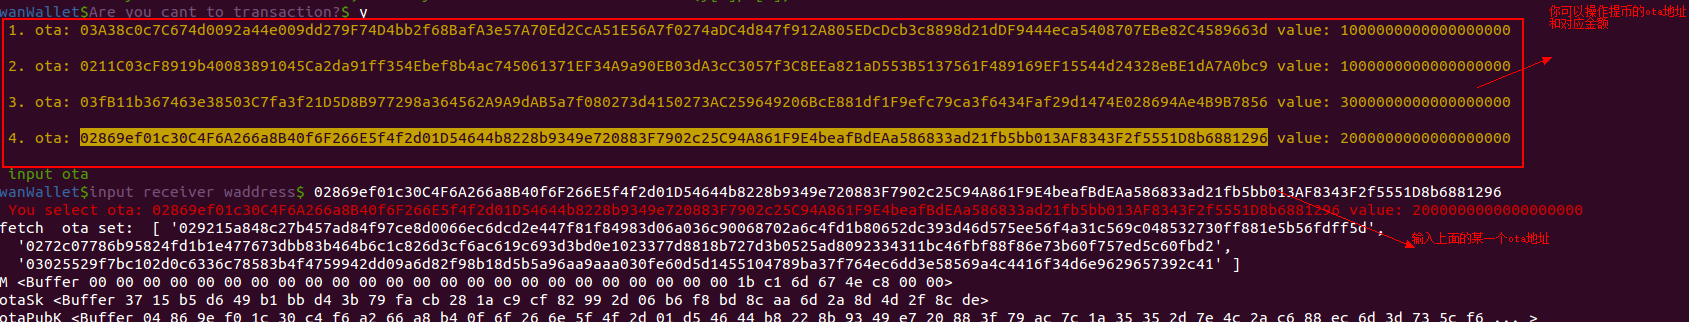 wanWallet$Are you cant to transaction?$ y
你可以操作提币的ota地址
和对应金额
1. ota: 03A38c0c7C674d0092a44e009dd279F74D4bb2f68BafA3e57A70Ed2CcA51E56A7f0274aDC4d847f912A805EDcDcb3c8898d21dDF9444eca5408707EBe82C4589663d value: 1000000000000000000
2. ota: 0211C03cF8919b40083891045Ca2da91ff354Ebef8b4ac745061371EF34A9a90EB03dA3cC3057f3C8EEa821aD553B5137561F489169EF15544d24328eBE1dA7A0bc9 value: 1000000000000000000
3. ota: 03fB11b367463e38503C7fa3f21D5D8B977298a364562A9A9dAB5a7f080273d4150273AC259649206BcE881df1F9efc79ca3f6434Faf29d1474E028694Ae4B9B7856 value: 3000000000000000000
4. ota: 02869ef01c30C4F6A266a8B40f6F266E5f4f2d01D54644b8228b9349e720883F7902c25C94A861F9E4beafBdEAa586833ad21fb5bb013AF8343F2f5551D8b6881296 value: 2000000000000000000
input ota
wanWallet$input receiver waddress$ 02869ef01c30C4F6A266a8B40f6F266E5f4f2d01D54644b8228b9349e720883F7902c25C94A861F9E4beafBdEAa586833ad21fb5bb013AF8343F2f5551D8b6881296
You select ota: 02869ef01c30C4F6A266a8B40f6F266E5f4f2d01D54644b8228b9349e720883F7902c25C94A861F9E4beafBdEAa586833ad21fb5bb013AF8343F2f5551D8b6881296 value: 2000000000000000000
fetch  ota set:  [ '029215a848c27b457ad84f97ce8d0066ec6dcd2e447f81f84983d06a036c90068702a6c4fd1b80652dc393d46d575ee56f4a31c569c048532730ff881e5b56fdff5d',
输入上面的某一个ota地址
'0272c07786b95824fd1b1e477673dbb83b464b6c1c826d3cf6ac619c693d3bd0e1023377d8818b727d3b0525ad8092334311bc46fbf88f86e73b60f757ed5c60fbd2',
'03025529f7bc102d0c6336c78583b4f4759942dd09a6d82f98b18d5b5a96aa9aaa030fe60d5d1455104789ba37f764ec6dd3e58569a4c4416f34d6e9629657392c41' ]
M <Buffer 00 00 00 00 00 00 00 00 00 00 00 00 00 00 00 00 00 00 00 00 00 00 00 00 1b c1 6d 67 4e c8 00 00>
otaSk <Buffer 37 15 b5 d6 49 b1 bb d4 3b 79 fa cb 28 1a c9 cf 82 99 2d 06 b6 f8 bd 8c aa 6d 2a 8d 4d 2f 8c de>
otaPubK <Buffer 04 86 9e f0 1c 30 c4 f6 a2 66 a8 b4 0f 6f 26 6e 5f 4f 2d 01 d5 46 44 b8 22 8b 93 49 e7 20 88 3f 79 ac 7c 1a 35 35 2d 7e 4c 2a c6 88 ec 6d 3d 73 5c f6 ... >